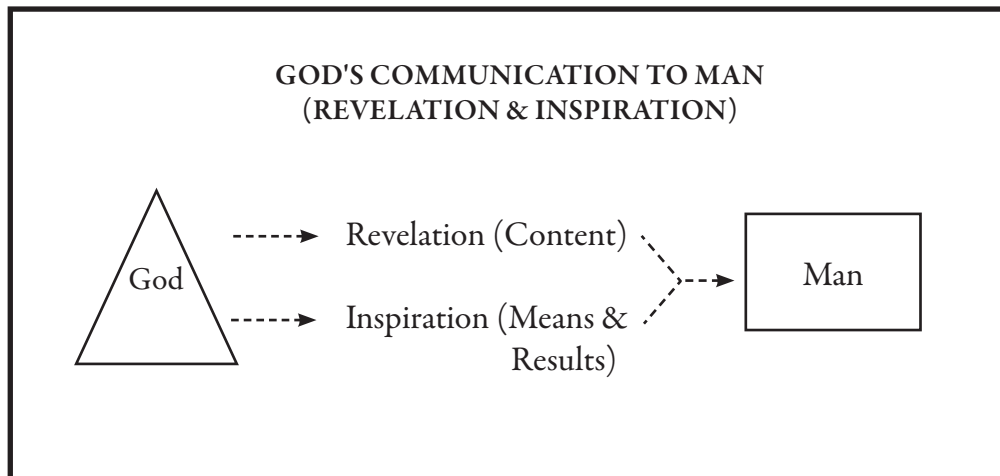 GOD'S COMMUNICATION TO MAN
(REVELATION & INSPIRATION)
God
Revelation (Content)
Inspiration (Means &
Results)
Man